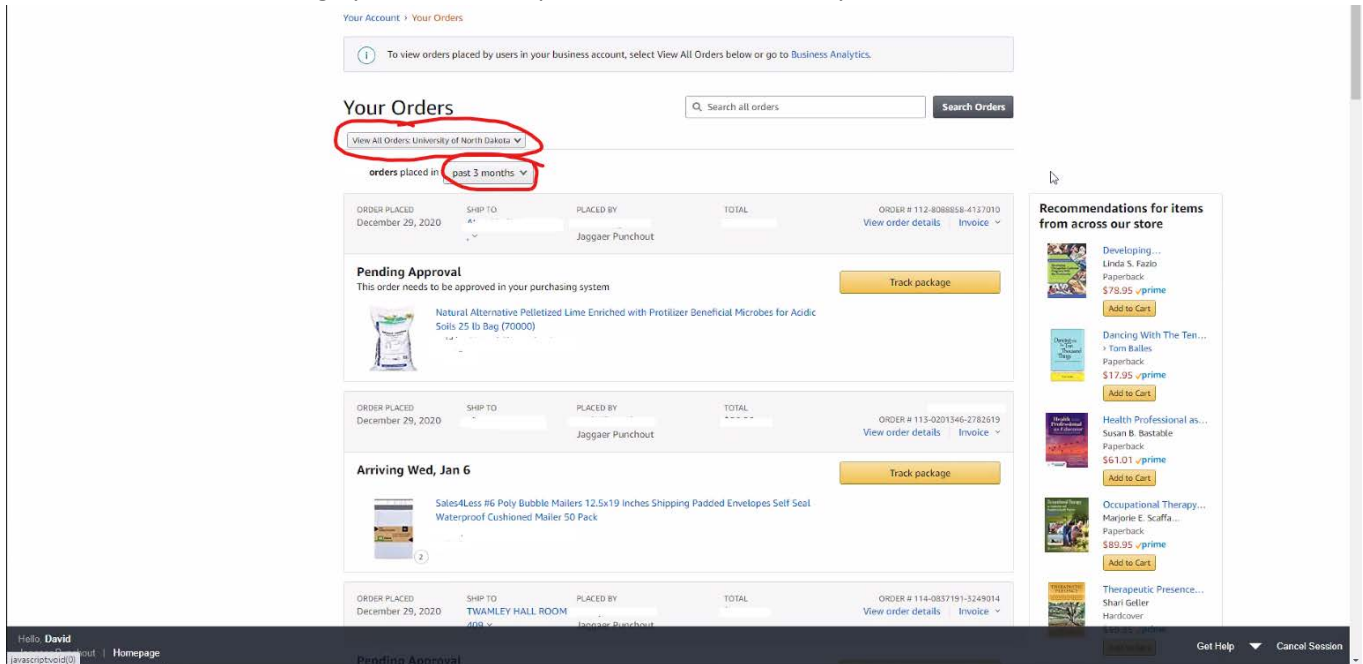 Your Account › Your Orders
To view orders placed by users in your business account, select View All Orders below or go to Business Analytics.
Your Orders
Search all orders
Search Orders
View All Orders: University of North Dakota
orders placed in past 3 months
ORDER PLACED SHIP TO PLACED BY TOTAL ORDER # 112-8088858-4137010
December 29, 2020 View order details Invoice
Jaggaer Punchout
Pending Approval
This order needs to be approved in your purchasing system
Track package
Natural Alternative Pelletized Lime Enriched with Protilizer Beneficial Microbes for Acidic
Soils 25 lb Bag (70000)
ORDER PLACED SHIP TO PLACED BY TOTAL
December 29, 2020 ORDER # 113-0201346-2782619
Jaggaer Punchout View order details Invoice
Arriving Wed, Jan 6
Track package
Sales4Less #6 Poly Bubble Mailers 12.5x19 Inches Shipping Padded Envelopes Self Seal
Waterproof Cushioned Mailer 50 Pack
2
ORDER PLACED SHIP TO PLACED BY TOTAL ORDER # 114-0837191-3249014
December 29, 2020 TWAMLEY HALL ROOM View order details Invoice
409
Jaggaer Punchout
Pending Approval
Recommendations for items
from across our store
Developing...
Linda S. Fazio
Paperback
$78.95 prime
Add to Cart
Dancing With The Ten...
› Tom Balles
Paperback
$17.95 prime
Add to Cart
Health Professional as...
Susan B. Bastable
Paperback
$61.01 prime
Add to Cart
Occupational Therapy...
Marjorie E. Scaffa...
Paperback
$89.95 prime
Add to Cart
Therapeutic Presence...
Shari Geller
Hardcover
Hello, David
Homepage
javascript:void(0)
Get Help
Cancel Session